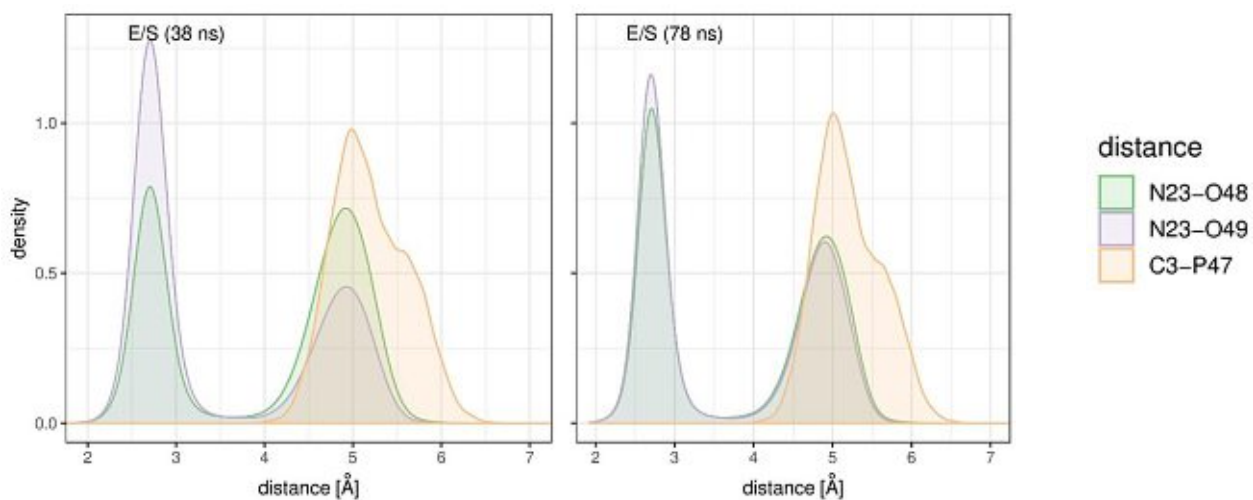 E/S (38 ns)
E/S (78 ns)
1.0
0.5
0.0
density
2 3 4 5 6 7
2 3 4 5 6 7
distance [Å]
distance [Å]
distance
N23−O48
N23−O49
C3−P47